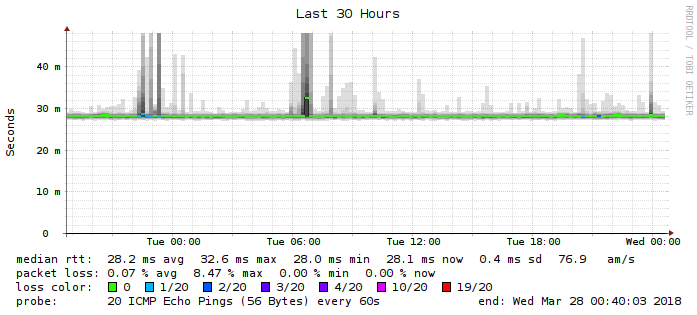 Last 30 Hours
RRDTOOL / TOBI OETIKER
Seconds
40 m
30 m
20 m
10 m
0
Tue 00:00 Tue 06:00 Tue 12:00 Tue 18:00 Wed 00:00
median rtt: 28.2 ms avg 32.6 ms max 28.0 ms min 28.1 ms now 0.4 ms sd 76.9 am/s
packet loss: 0.07 % avg 8.47 % max 0.00 % min 0.00 % now
loss color: 0 1/20 2/20 3/20 4/20 10/20 19/20
probe: 20 ICMP Echo Pings (56 Bytes) every 60s end: Wed Mar 28 00:40:03 2018